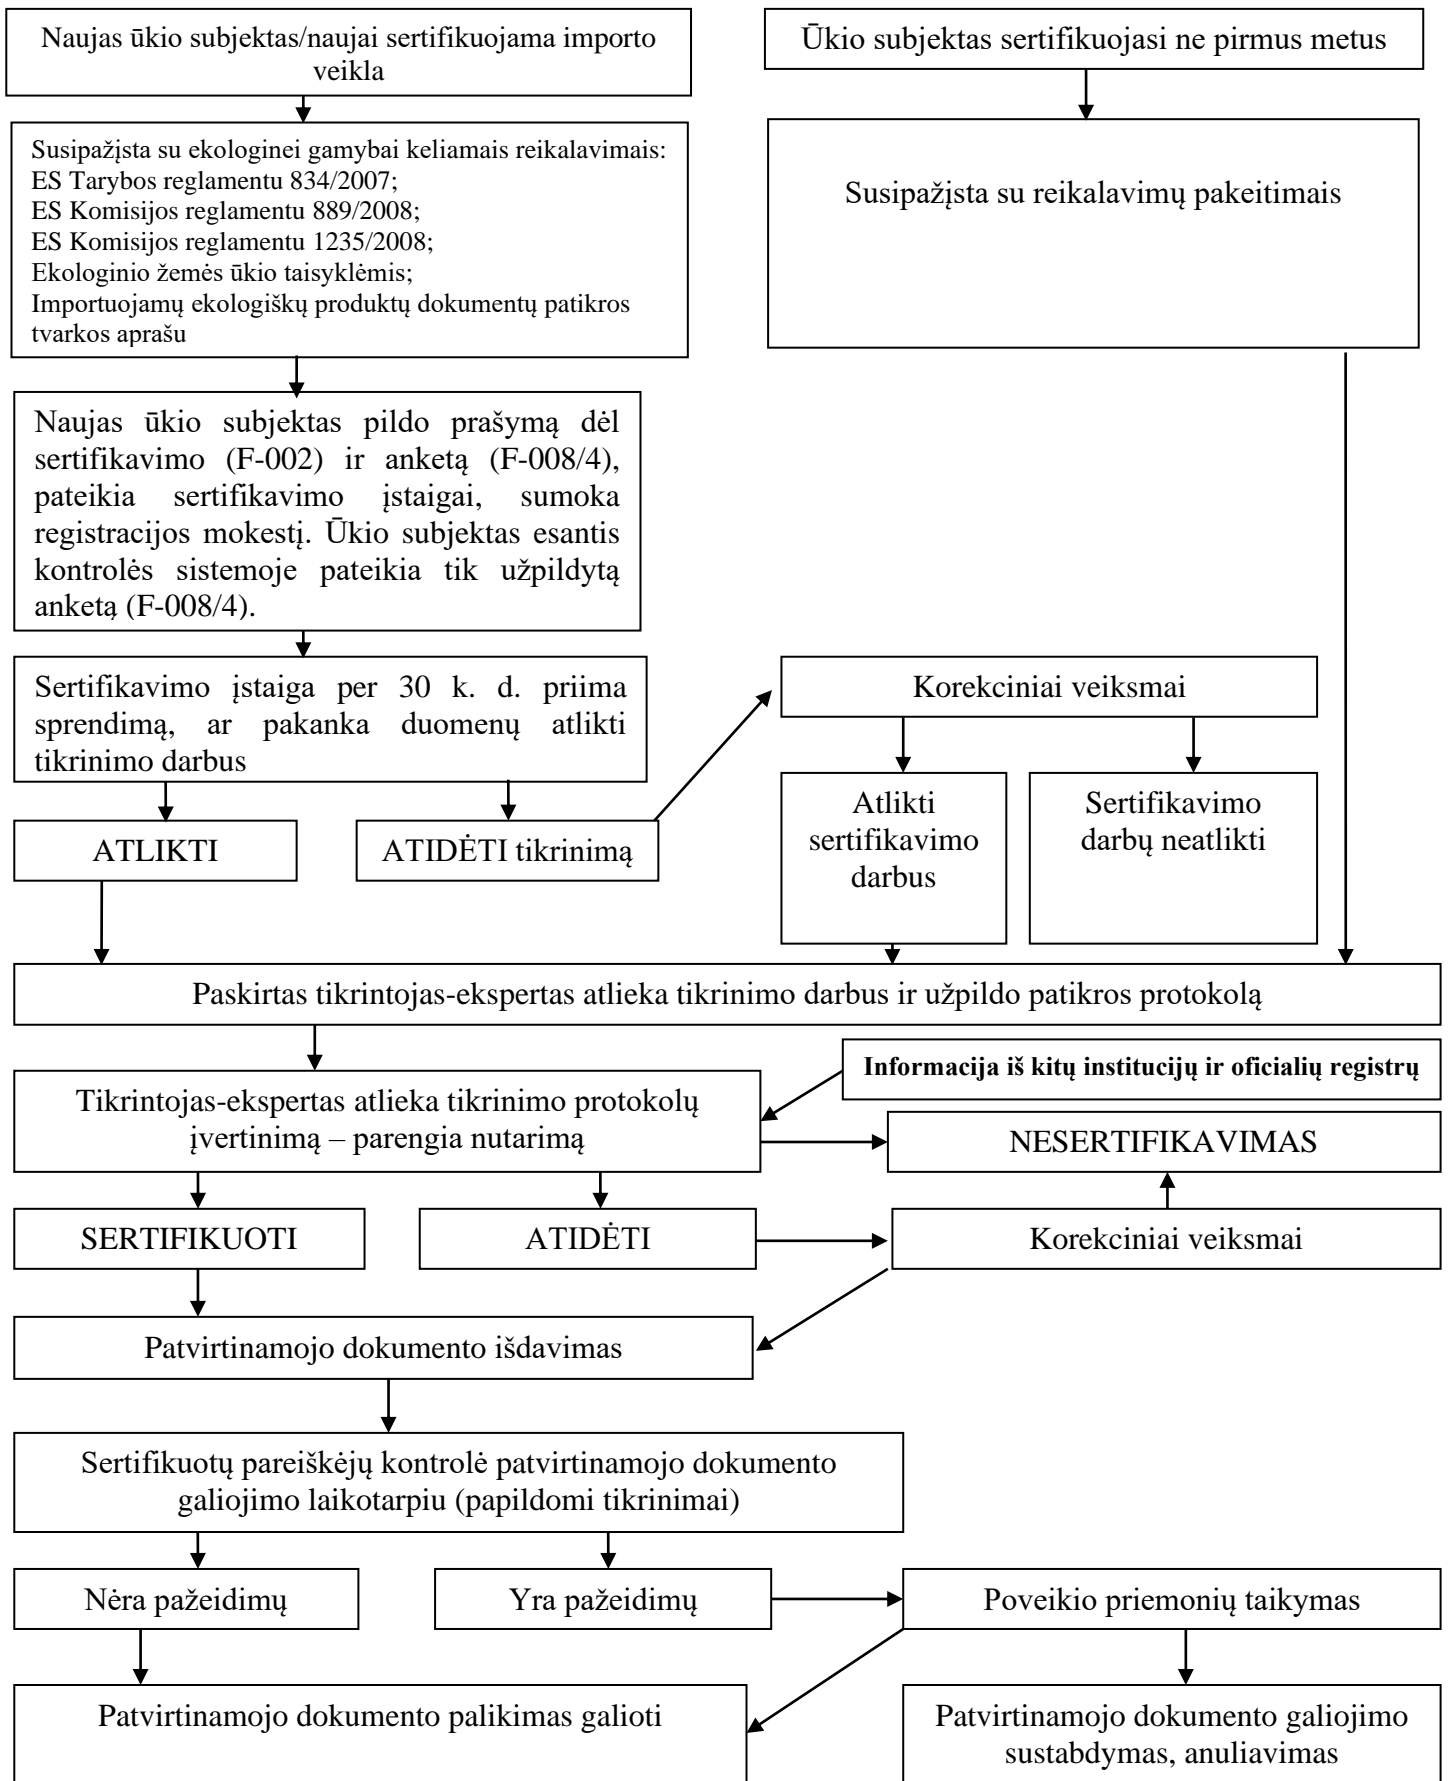 Naujas ūkio subjektas/naujai sertifikuojama importo
veikla
Ūkio subjektas sertifikuojasi ne pirmus metus
Susipažįsta su ekologinei gamybai keliamais reikalavimais:
ES Tarybos reglamentu 834/2007;
ES Komisijos reglamentu 889/2008;
ES Komisijos reglamentu 1235/2008;
Ekologinio žemės ūkio taisyklėmis;
Importuojamų ekologiškų produktų dokumentų patikros
tvarkos aprašu
Susipažįsta su reikalavimų pakeitimais
Naujas ūkio subjektas pildo prašymą dėl
sertifikavimo (F-002) ir anketą (F-008/4),
pateikia sertifikavimo įstaigai, sumoka
registracijos mokestį. Ūkio subjektas esantis
kontrolės sistemoje pateikia tik užpildytą
anketą (F-008/4).
Sertifikavimo įstaiga per 30 k. d. priima
sprendimą, ar pakanka duomenų atlikti
tikrinimo darbus
Korekciniai veiksmai
ATLIKTI
ATIDĖTI tikrinimą
Atlikti
sertifikavimo
darbus
Sertifikavimo
darbų neatlikti
Paskirtas tikrintojas-ekspertas atlieka tikrinimo darbus ir užpildo patikros protokolą
Informacija iš kitų institucijų ir oficialių registrų
Tikrintojas-ekspertas atlieka tikrinimo protokolų
įvertinimą – parengia nutarimą
NESERTIFIKAVIMAS
SERTIFIKUOTI
ATIDĖTI
Korekciniai veiksmai
Patvirtinamojo dokumento išdavimas
Sertifikuotų pareiškėjų kontrolė patvirtinamojo dokumento
galiojimo laikotarpiu (papildomi tikrinimai)
Nėra pažeidimų
Yra pažeidimų
Poveikio priemonių taikymas
Patvirtinamojo dokumento palikimas galioti
Patvirtinamojo dokumento galiojimo
sustabdymas, anuliavimas